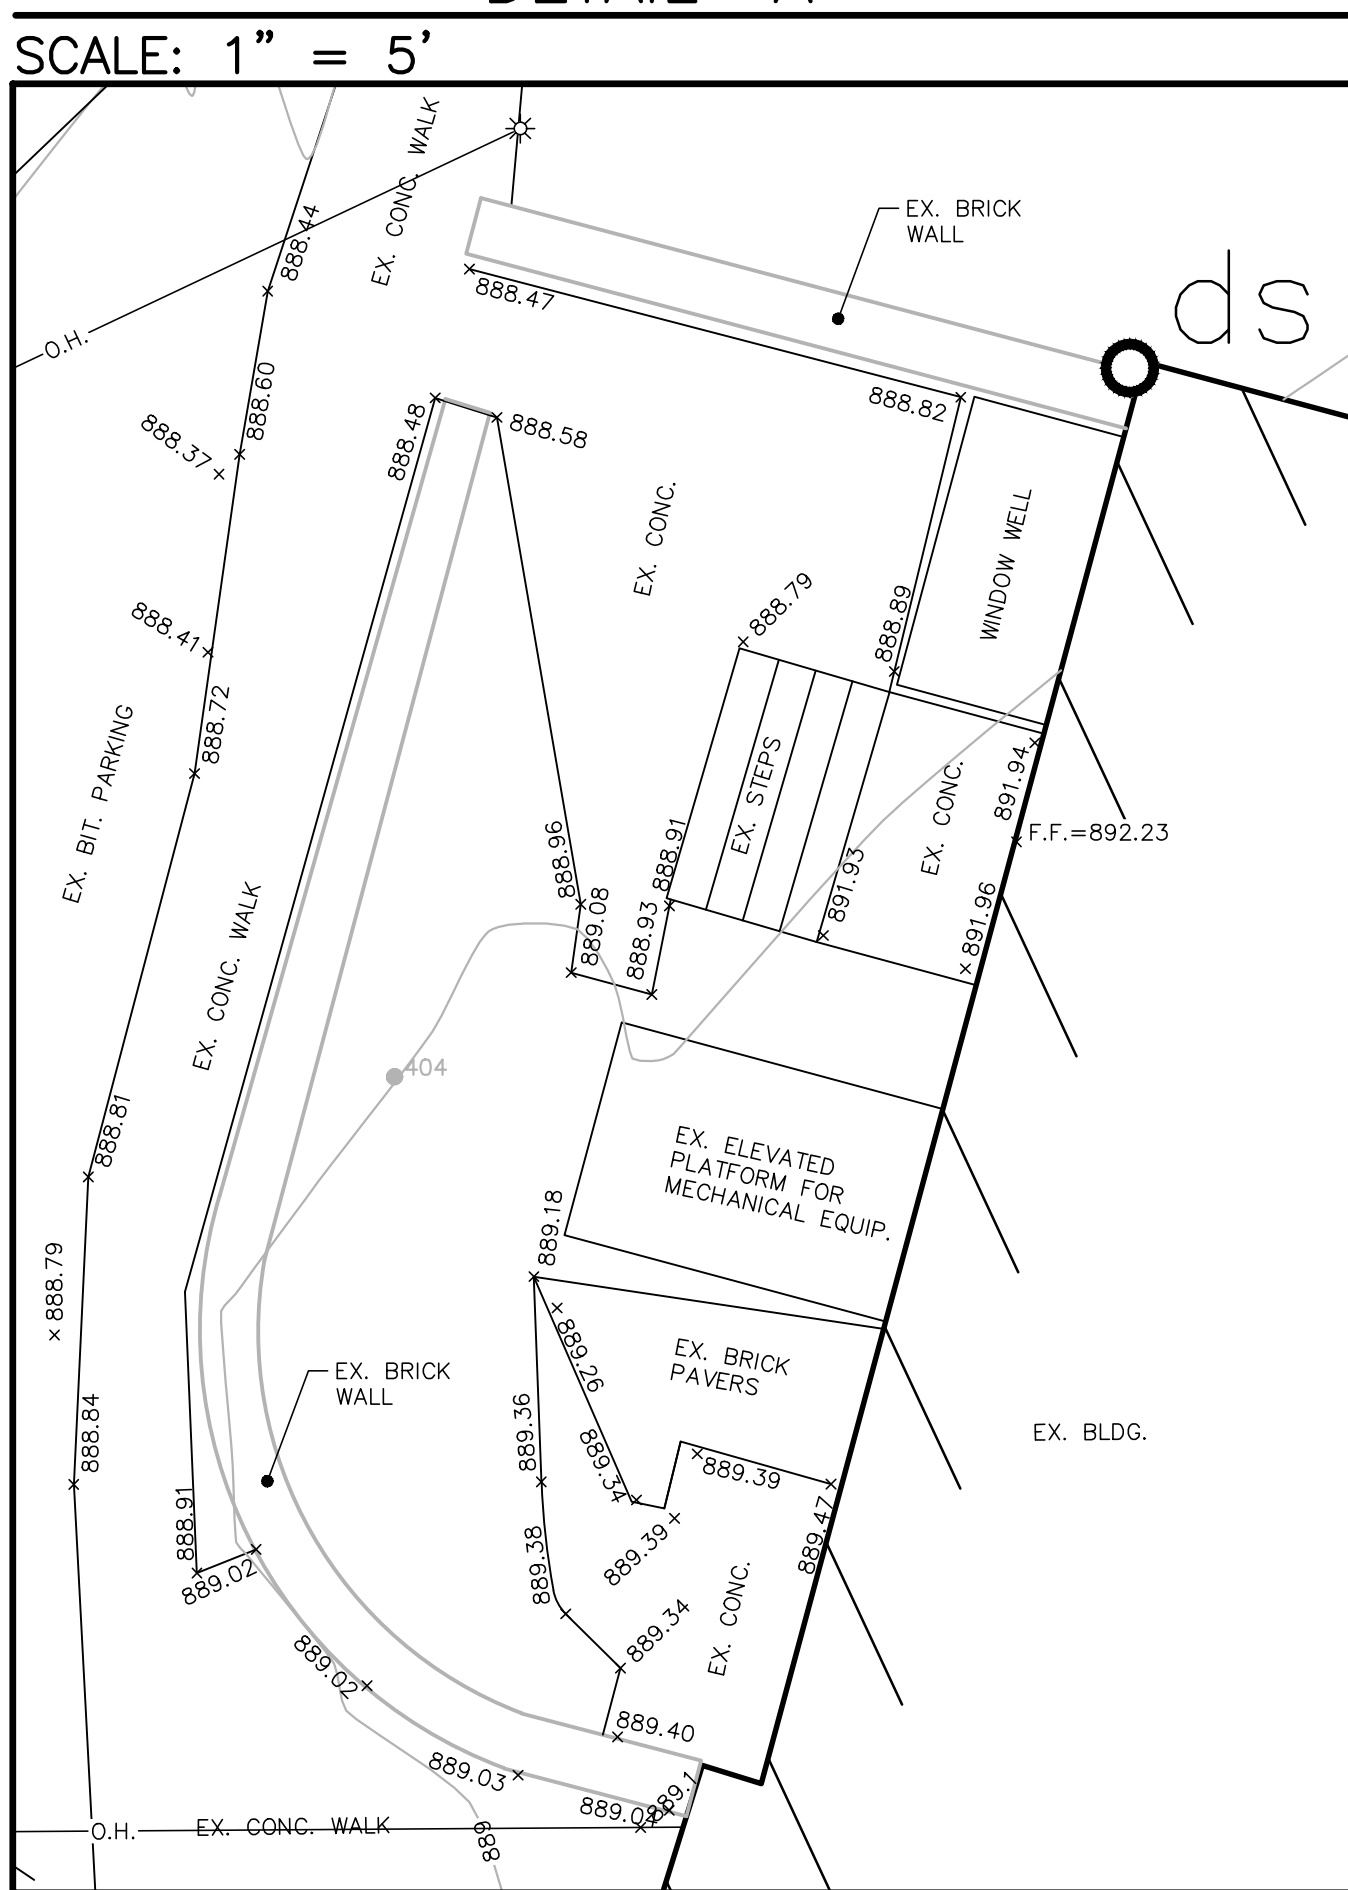 SCALE: 1" = 5'
EX. CONC. WALK
888.44
EX. BRICK
WALL
ds
888.47
O.H.
888.60
888.48
888.82
888.37
888.58
EX. CONC.
WINDOW WELL
888.79
888.89
888.41
888.72
EX. BIT. PARKING
EX. STEPS
EX. CONC.
891.94
F.F.=892.23
888.96
888.91
891.93
891.96
889.08
888.93
EX. CONC. WALK
404
888.81
EX. ELEVATED
PLATFORM FOR
MECHANICAL EQUIP.
889.18
888.79
889.26
EX. BRICK
PAVERS
EX. BRICK
WALL
888.84
889.36
889.34
889.39
EX. BLDG.
888.91
889.47
889.39
889.38
889.02
EX. CONC.
889.34
889.02
889.40
889.03
889.04
889.1
O.H.
EX. CONC. WALK
889